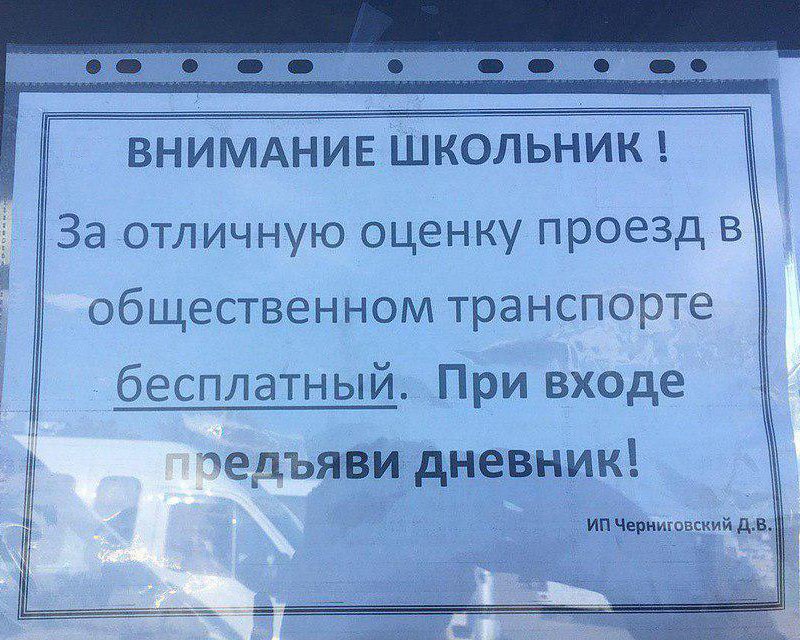 ВНИМАНИЕ ШКОЛЬНИК !
За отличную оценку проезд в
общественном транспорте
бесплатный. При входе
предъяви дневник!
ИП Черниговский Д.В.